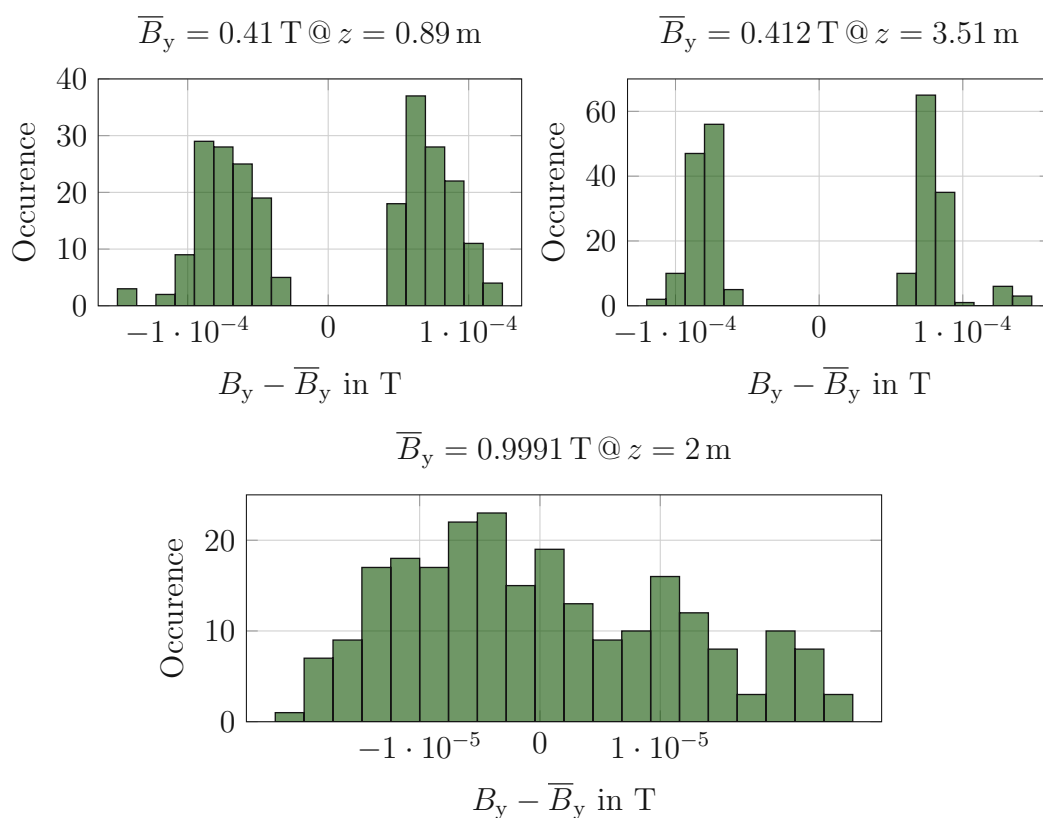 B̅y = 0.41 T @ z = 0.89 m
40
30
20
10
0
Occurence
−1 · 10⁻⁴ 0 1 · 10⁻⁴
By − B̅y in T
B̅y = 0.412 T @ z = 3.51 m
60
40
20
0
Occurence
−1 · 10⁻⁴ 0 1 · 10⁻⁴
By − B̅y in T
B̅y = 0.9991 T @ z = 2 m
20
10
0
Occurence
−1 · 10⁻⁵ 0 1 · 10⁻⁵
By − B̅y in T